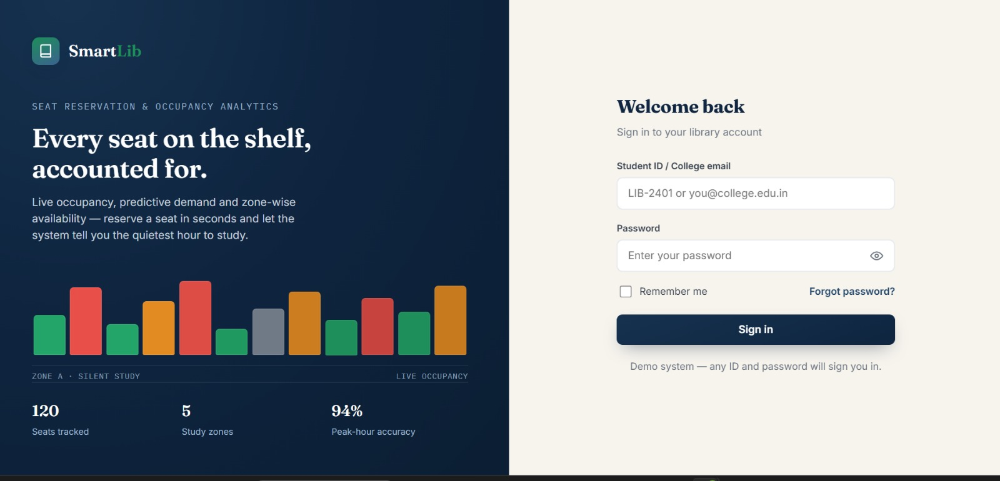 SmartLib
SEAT RESERVATION & OCCUPANCY ANALYTICS
Every seat on the shelf,
accounted for.
Live occupancy, predictive demand and zone-wise
availability — reserve a seat in seconds and let the
system tell you the quietest hour to study.
ZONE A · SILENT STUDY
LIVE OCCUPANCY
120
Seats tracked
5
Study zones
94%
Peak-hour accuracy
Welcome back
Sign in to your library account
Student ID / College email
LIB-2401 or you@college.edu.in
Password
Enter your password
Remember me
Forgot password?
Sign in
Demo system — any ID and password will sign you in.